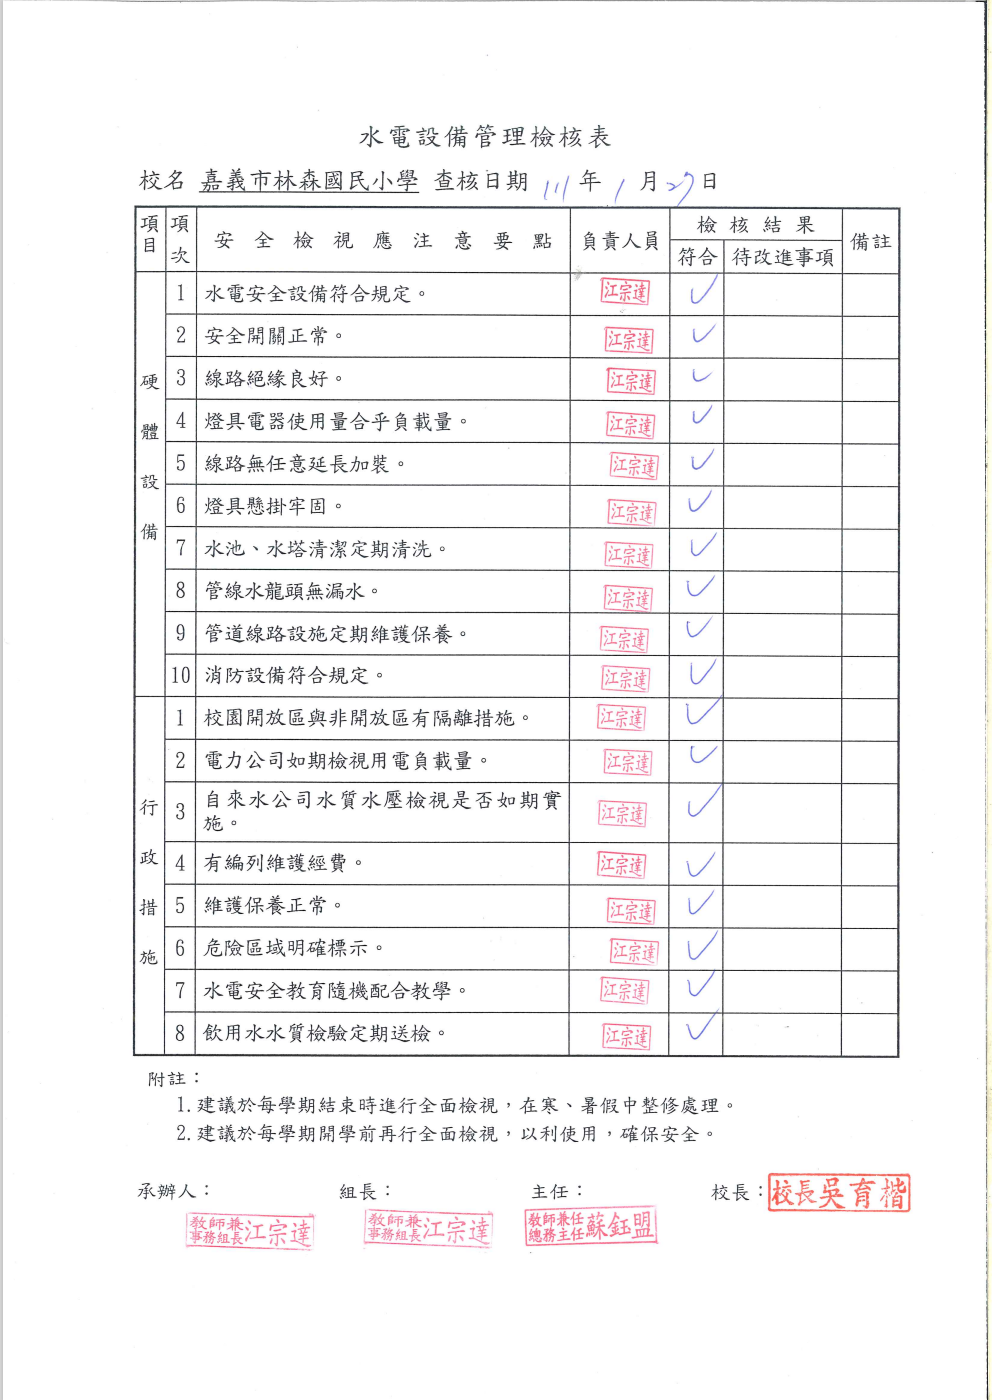 水電設備管理檢核表
校名 嘉義市林森國民小學 查核日期 111 年 1 月 27 日
項目 項次 安全檢視應注意要點 負責人員 檢核結果 備註
符合 待改進事項
硬體設備
1 水電安全設備符合規定。 江宗達 ✓
2 安全開關正常。 江宗達 ✓
3 線路絕緣良好。 江宗達 ✓
4 燈具電器使用量合乎負載量。 江宗達 ✓
5 線路無任意延長加裝。 江宗達 ✓
6 燈具懸掛牢固。 江宗達 ✓
7 水池、水塔清潔定期清洗。 江宗達 ✓
8 管線水龍頭無漏水。 江宗達 ✓
9 管道線路設施定期維護保養。 江宗達 ✓
10 消防設備符合規定。 江宗達 ✓
行政措施
1 校園開放區與非開放區有隔離措施。 江宗達 ✓
2 電力公司如期檢視用電負載量。 江宗達 ✓
3 自來水公司水質水壓檢視是否如期實
施。 江宗達 ✓
4 有編列維護經費。 江宗達 ✓
5 維護保養正常。 江宗達 ✓
6 危險區域明確標示。 江宗達 ✓
7 水電安全教育隨機配合教學。 江宗達 ✓
8 飲用水水質檢驗定期送檢。 江宗達 ✓
附註：
1.建議於每學期結束時進行全面檢視，在寒、暑假中整修處理。
2.建議於每學期開學前再行全面檢視，以利使用，確保安全。
承辦人： 組長： 主任： 校長：校長吳育楷
教師兼事務組長江宗達 教師兼事務組長江宗達 教師兼任總務主任蘇鈺盟